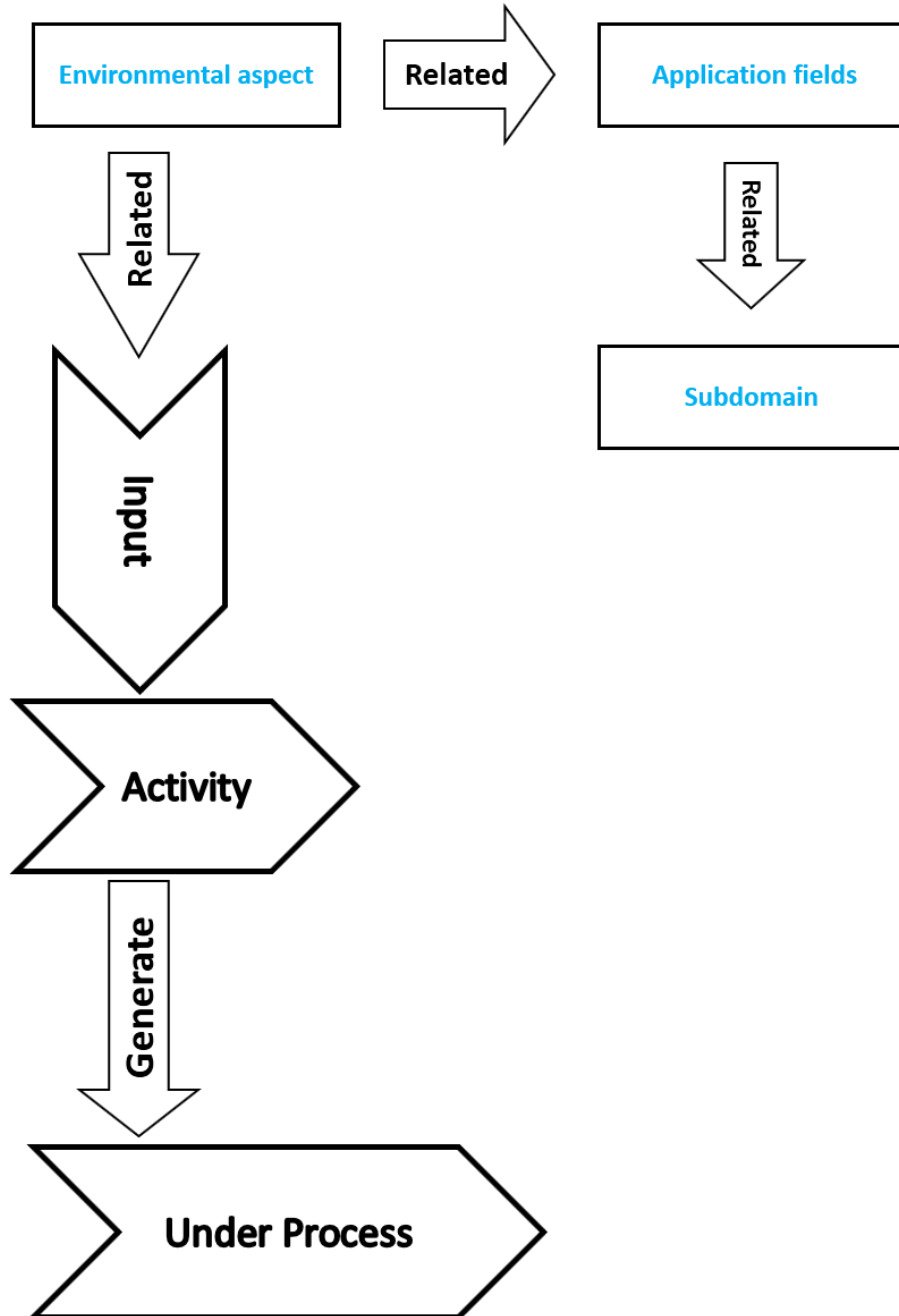 Environmental aspect
Related
Application fields
Related
Related
Subdomain
Input
Activity
Generate
Under Process